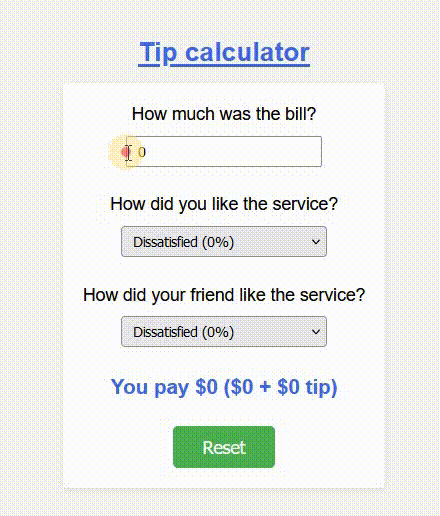 Tip calculator
How much was the bill?
0
How did you like the service?
Dissatisfied (0%)
How did your friend like the service?
Dissatisfied (0%)
You pay $0 ($0 + $0 tip)
Reset